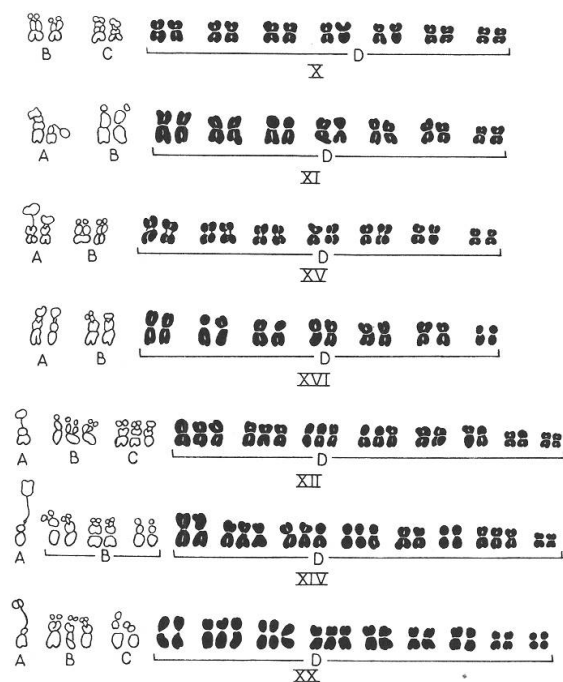 B C D
X
A B D
XI
A B D
XV
A B D
XVI
A B C D
XII
A B D
XIV
A B C D
XX